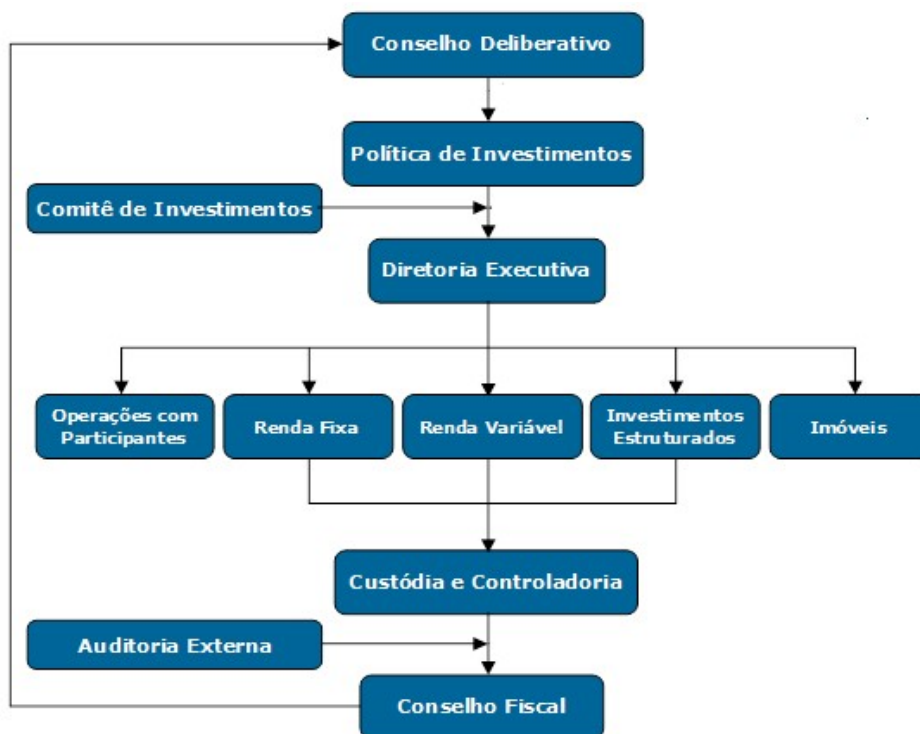 Conselho Deliberativo
Política de Investimentos
Comitê de Investimentos
Diretoria Executiva
Operações com
Participantes
Renda Fixa
Renda Variável
Investimentos
Estruturados
Imóveis
Custódia e Controladoria
Auditoria Externa
Conselho Fiscal